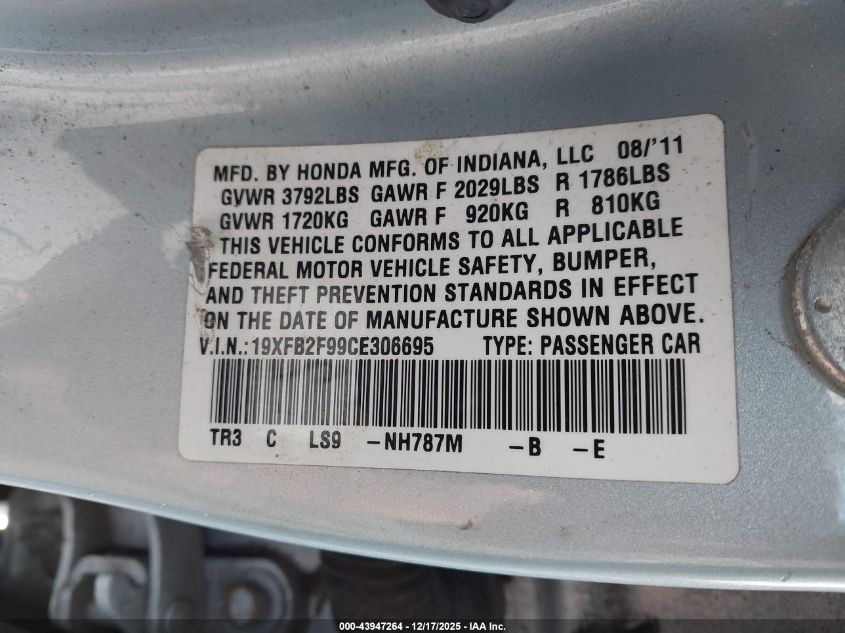 MFD. BY HONDA MFG. OF INDIANA, LLC 08/'11
GVWR 3792LBS GAWR F 2029LBS R 1786LBS
GVWR 1720KG GAWR F 920KG R 810KG
THIS VEHICLE CONFORMS TO ALL APPLICABLE
FEDERAL MOTOR VEHICLE SAFETY, BUMPER,
AND THEFT PREVENTION STANDARDS IN EFFECT
ON THE DATE OF MANUFACTURE SHOWN ABOVE.
V.I.N.:19XFB2F99CE306695 TYPE: PASSENGER CAR
TR3 C LS9 -NH787M -B -E
000-43947264 - 12/17/2025 - IAA Inc.